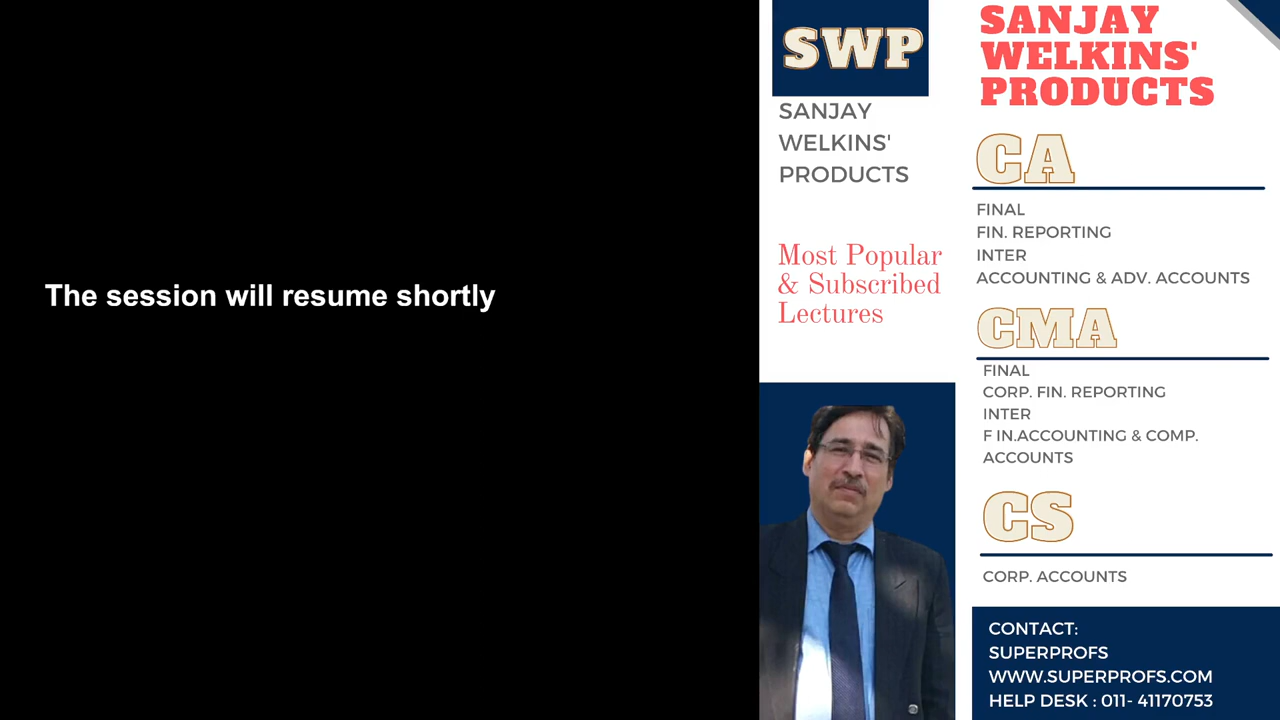 The session will resume shortly
SWP
SANJAY
WELKINS'
PRODUCTS
Most Popular
& Subscribed
Lectures
SANJAY
WELKINS'
PRODUCTS
CA
FINAL
FIN. REPORTING
INTER
ACCOUNTING & ADV. ACCOUNTS
CMA
FINAL
CORP. FIN. REPORTING
INTER
F IN.ACCOUNTING & COMP.
ACCOUNTS
CS
CORP. ACCOUNTS
CONTACT:
SUPERPROFS
WWW.SUPERPROFS.COM
HELP DESK : 011- 41170753